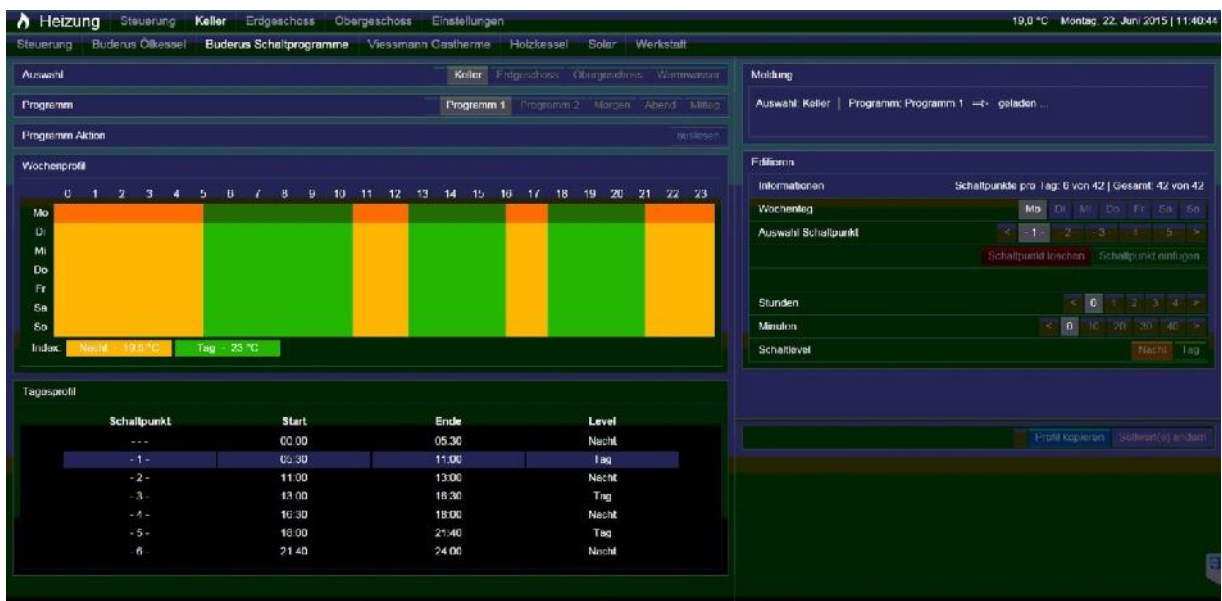 Heizung Steuerung Keller Erdgeschoss Obergeschoss Einstellungen 19,0 °C Montag, 22. Juni 2015 | 11:40:44
Steuerung Buderus Ölkessel Buderus Schaltprogramme Viessmann Gastherme Holzkessel Solar Werkstatt
Auswahl Keller Erdgeschoss Obergeschoss Warmwasser
Programm Programm 1 Programm 2 Morgen Abend Mittag
Programm Aktion auslesen
Wochenprofil
0 1 2 3 4 5 6 7 8 9 10 11 12 13 14 15 16 17 18 19 20 21 22 23
Mo
Di
Mi
Do
Fr
Sa
So
Index: Nacht - 19,5 °C Tag - 23 °C
Tagesprofil
Schaltpunkt Start Ende Level
- - - 00:00 05:30 Nacht
- 1 - 05:30 11:00 Tag
- 2 - 11:00 13:00 Nacht
- 3 - 13:00 16:30 Tag
- 4 - 16:30 18:00 Nacht
- 5 - 18:00 21:40 Tag
- 6 - 21:40 24:00 Nacht
Meldung
Auswahl: Keller | Programm: Programm 1 =:- geladen ...
Editieren
Informationen Schaltpunkte pro Tag: 6 von 42 | Gesamt: 42 von 42
Wochentag Mo Di Mi Do Fr Sa So
Auswahl Schaltpunkt < - 1 - - 2 - - 3 - - 4 - - 5 - >
Schaltpunkt löschen Schaltpunkt einfügen
Stunden < 0 1 2 3 4 >
Minuten < 0 10 20 30 40 >
Schaltlevel Nacht Tag
Profil kopieren Sollwert(e) ändern